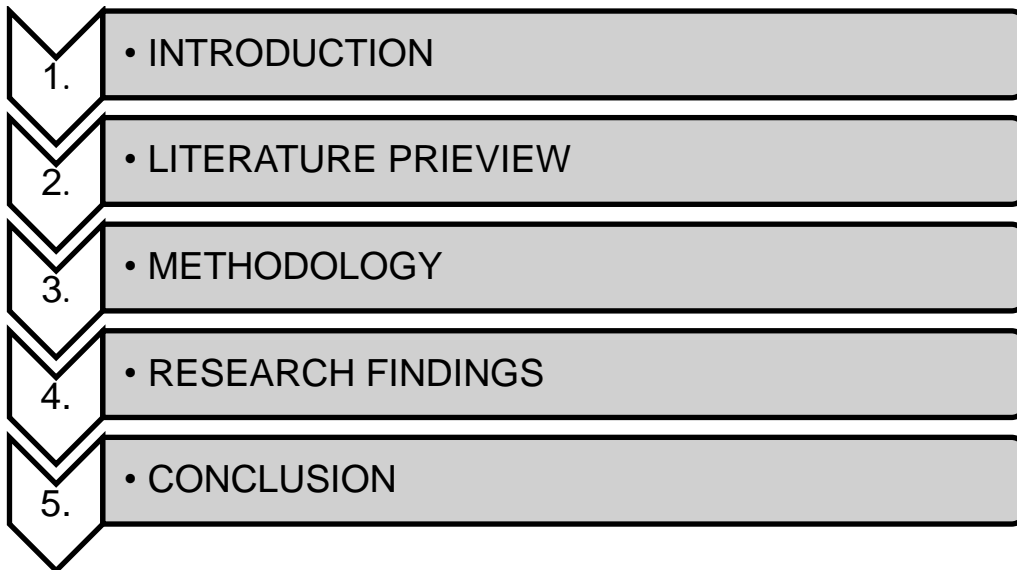 1. • INTRODUCTION
2. • LITERATURE PRIEVIEW
3. • METHODOLOGY
4. • RESEARCH FINDINGS
5. • CONCLUSION